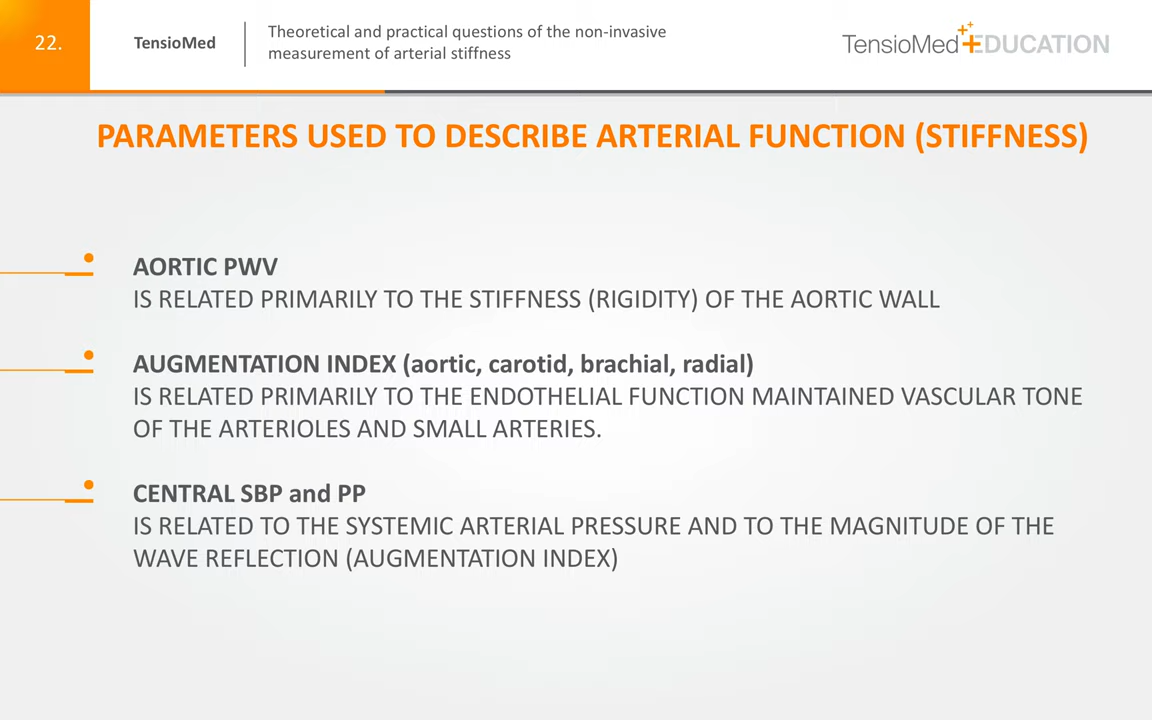 22.
TensioMed
Theoretical and practical questions of the non-invasive
measurement of arterial stiffness
TensioMed EDUCATION
PARAMETERS USED TO DESCRIBE ARTERIAL FUNCTION (STIFFNESS)
AORTIC PWV
IS RELATED PRIMARILY TO THE STIFFNESS (RIGIDITY) OF THE AORTIC WALL
AUGMENTATION INDEX (aortic, carotid, brachial, radial)
IS RELATED PRIMARILY TO THE ENDOTHELIAL FUNCTION MAINTAINED VASCULAR TONE
OF THE ARTERIOLES AND SMALL ARTERIES.
CENTRAL SBP and PP
IS RELATED TO THE SYSTEMIC ARTERIAL PRESSURE AND TO THE MAGNITUDE OF THE
WAVE REFLECTION (AUGMENTATION INDEX)